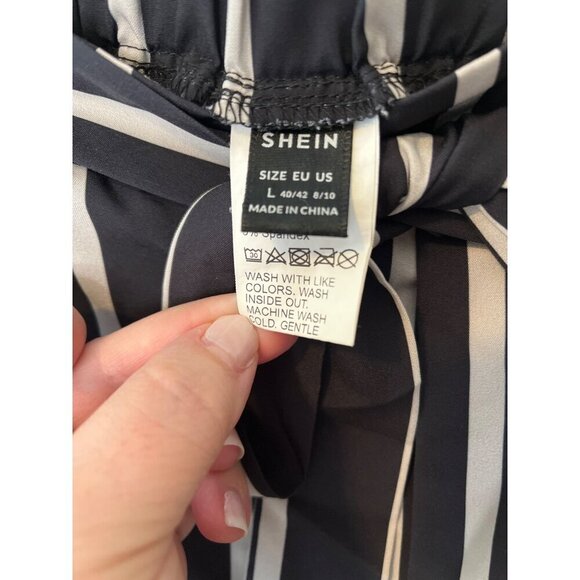 SHEIN
SIZE EU US
L 40/42 8/10
MADE IN CHINA
Spandex
30
WASH WITH LIKE
COLORS. WASH
INSIDE OUT.
MACHINE WASH
COLD. GENTLE